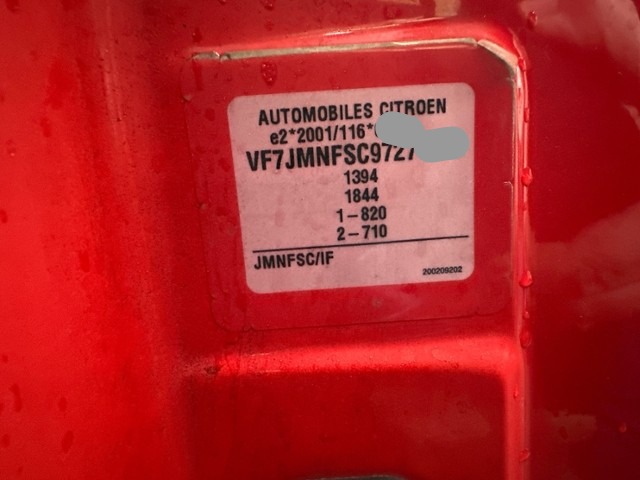 AUTOMOBILES CITROEN
e2*2001/116*
VF7JMNFSC9727
1394
1844
1-820
2-710
JMNFSC/IF
200209202